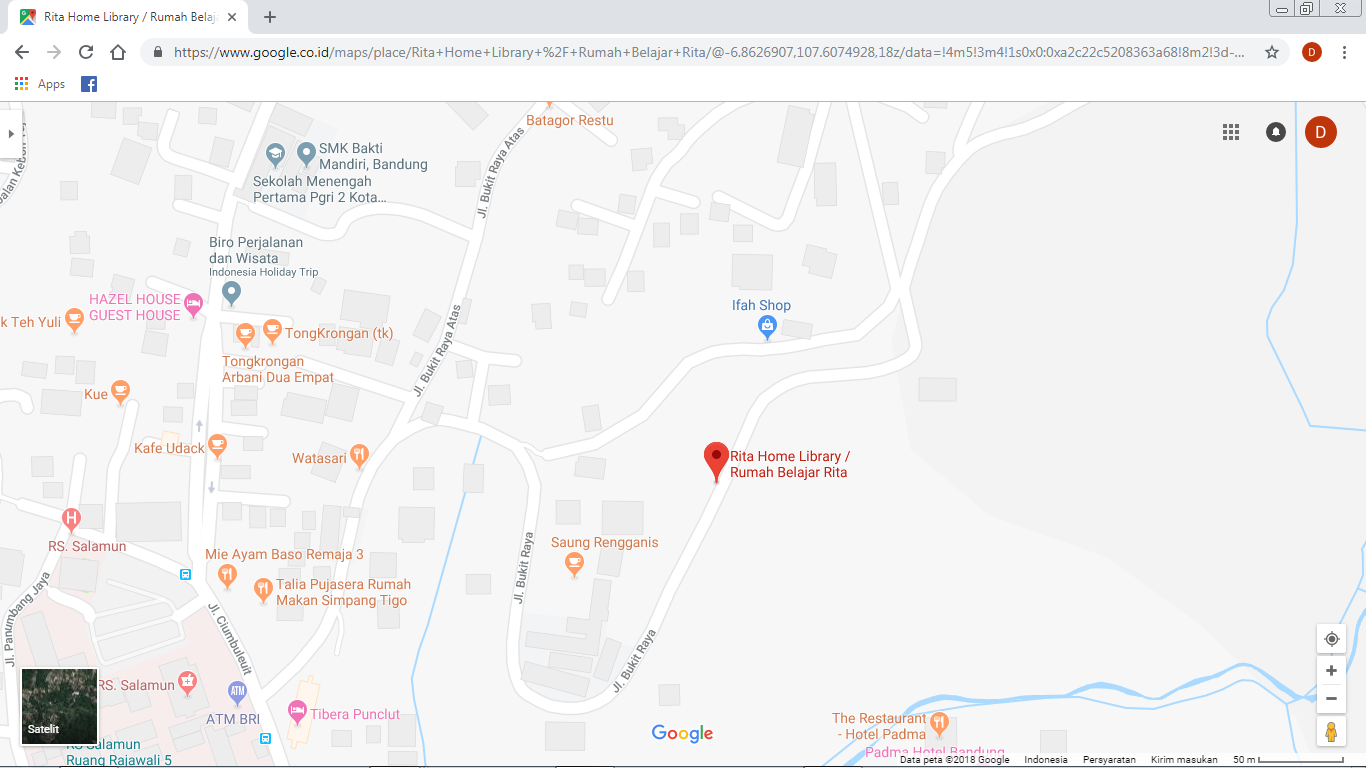 Rita Home Library / Rumah Belaja
https://www.google.co.id/maps/place/Rita+Home+Library+%2F+Rumah+Belajar+Rita/@-6.8626907,107.6074928,18z/data=!4m5!3m4!1s0x0:0xa2c22c5208363a68!8m2!3d-...
D
Apps
Batagor Restu
D
SMK Bakti
Mandiri, Bandung
Sekolah Menengah
Pertama Pgri 2 Kota...
Jl. Bukit Raya Atas
Biro Perjalanan
dan Wisata
Indonesia Holiday Trip
HAZEL HOUSE
GUEST HOUSE
k Teh Yuli
TongKrongan (tk)
Tongkrongan
Arbani Dua Empat
Jl. Bukit Raya Atas
Ifah Shop
Kue
Kafe Udack
Watasari
Rita Home Library /
Rumah Belajar Rita
H
RS. Salamun
Saung Rengganis
Mie Ayam Baso Remaja 3
Talia Pujasera Rumah
Makan Simpang Tigo
Jl. Bukit Raya
Jl. Panumbang Jaya
Jl. Ciumbuleuit
Jl. Bukit Raya
RS. Salamun
ATM
ATM BRI
Tibera Punclut
Satelit
RS Salamun
Ruang Rajawali 5
Google
The Restaurant
- Hotel Padma
Padma Hotel Bandung
Data peta ©2018 Google
Indonesia
Persyaratan
Kirim masukan
50 m